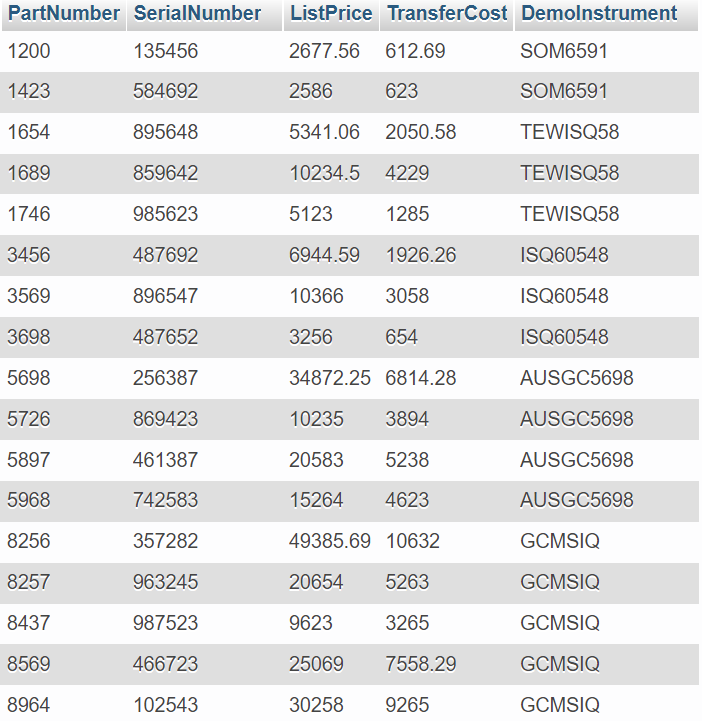 PartNumber SerialNumber ListPrice TransferCost DemoInstrument
1200 135456 2677.56 612.69 SOM6591
1423 584692 2586 623 SOM6591
1654 895648 5341.06 2050.58 TEWISQ58
1689 859642 10234.5 4229 TEWISQ58
1746 985623 5123 1285 TEWISQ58
3456 487692 6944.59 1926.26 ISQ60548
3569 896547 10366 3058 ISQ60548
3698 487652 3256 654 ISQ60548
5698 256387 34872.25 6814.28 AUSGC5698
5726 869423 10235 3894 AUSGC5698
5897 461387 20583 5238 AUSGC5698
5968 742583 15264 4623 AUSGC5698
8256 357282 49385.69 10632 GCMSIQ
8257 963245 20654 5263 GCMSIQ
8437 987523 9623 3265 GCMSIQ
8569 466723 25069 7558.29 GCMSIQ
8964 102543 30258 9265 GCMSIQ